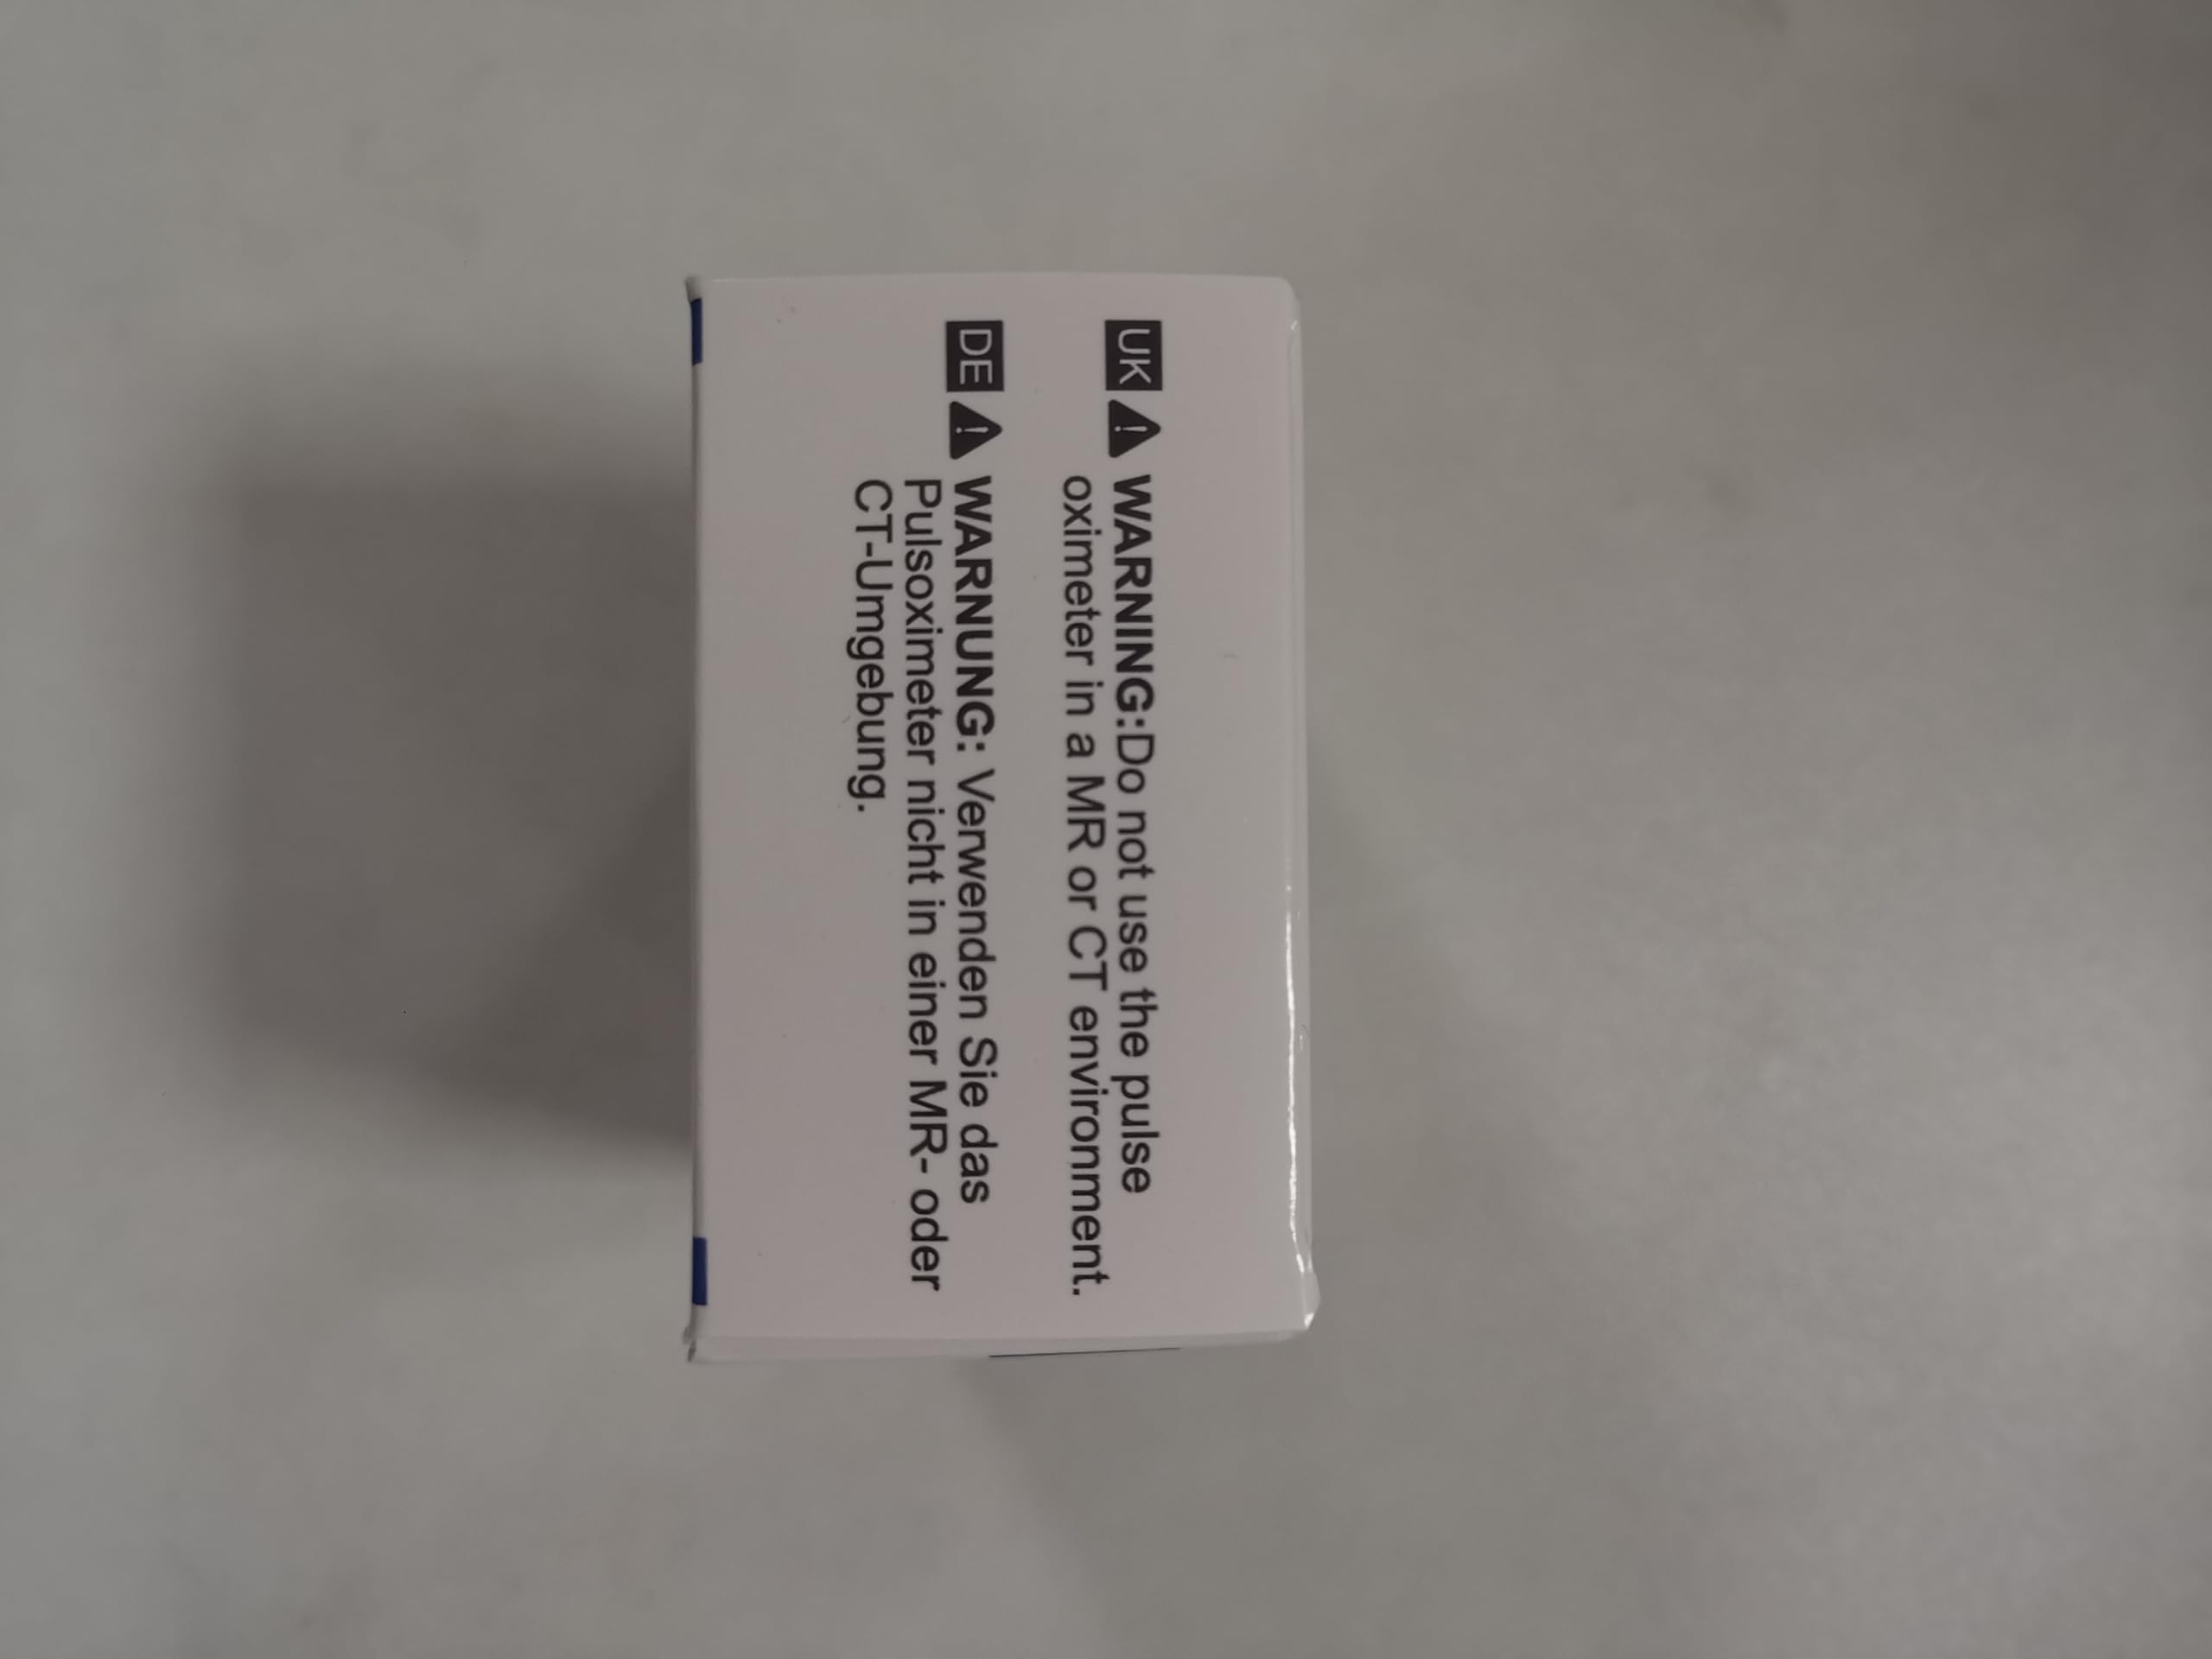 UK WARNING:Do not use the pulse
oximeter in a MR or CT environment.
DE WARNUNG: Verwenden Sie das
Pulsoximeter nicht in einer MR- oder
CT-Umgebung.